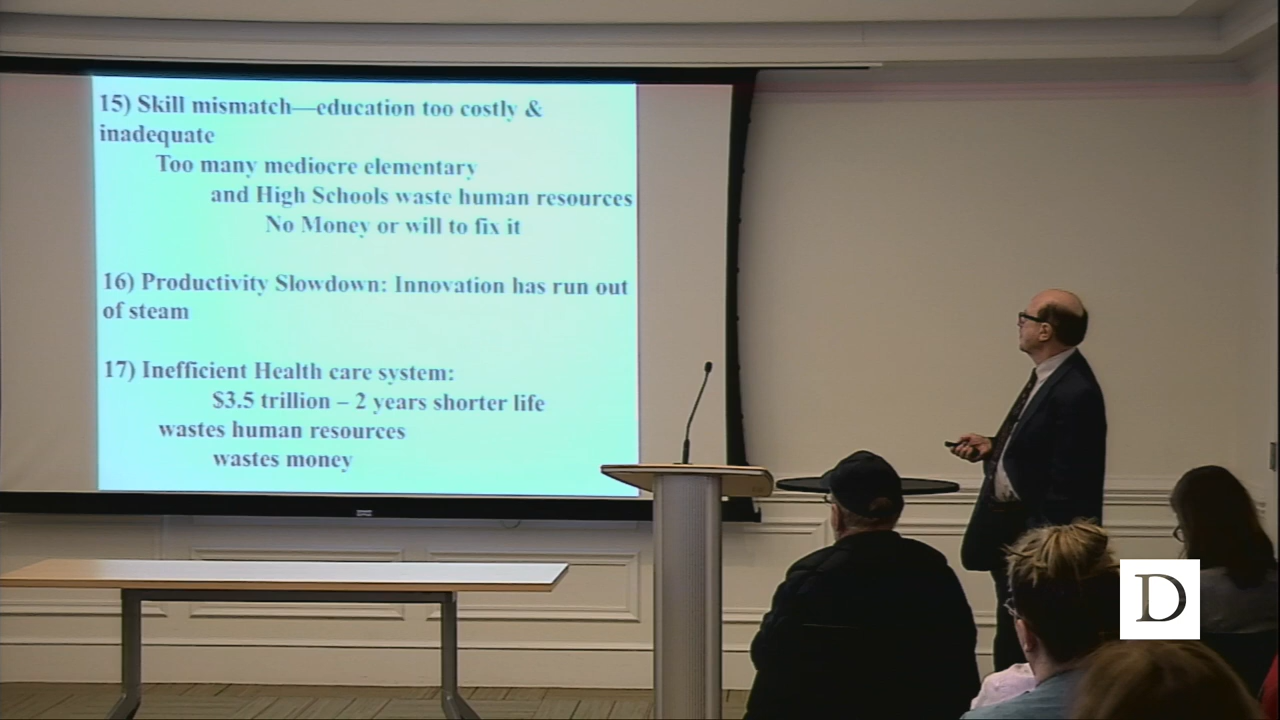 15) Skill mismatch—education too costly &
inadequate
Too many mediocre elementary
and High Schools waste human resources
No Money or will to fix it
16) Productivity Slowdown: Innovation has run out
of steam
17) Inefficient Health care system:
$3.5 trillion – 2 years shorter life
wastes human resources
wastes money
D